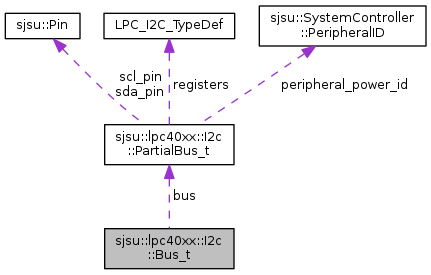 sjsu::Pin
LPC_I2C_TypeDef
sjsu::SystemController
::PeripheralID
scl_pin
sda_pin
registers
peripheral_power_id
sjsu::lpc40xx::I2c
::PartialBus_t
bus
sjsu::lpc40xx::I2c
::Bus_t